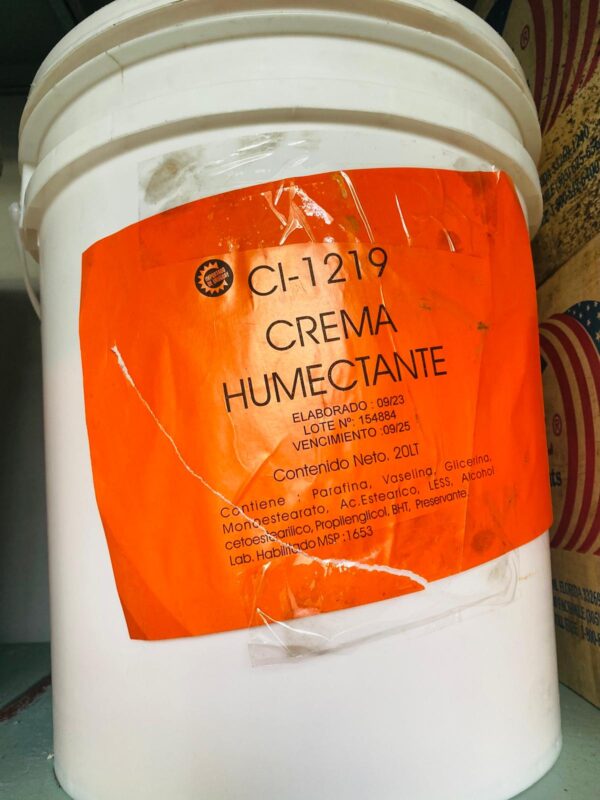 CI-1219
CREMA
HUMECTANTE
ELABORADO : 09/23
LOTE Nº: 154884
VENCIMIENTO :09/25
Contenido Neto. 20LT
Contiene : Parafina, Vaselina, Glicerina,
Monoestearato, Ac.Estearico, LESS, Alcohol
cetoestearilico, Propilenglicol, BHT, Preservante.
Lab. Habilitado MSP :1653